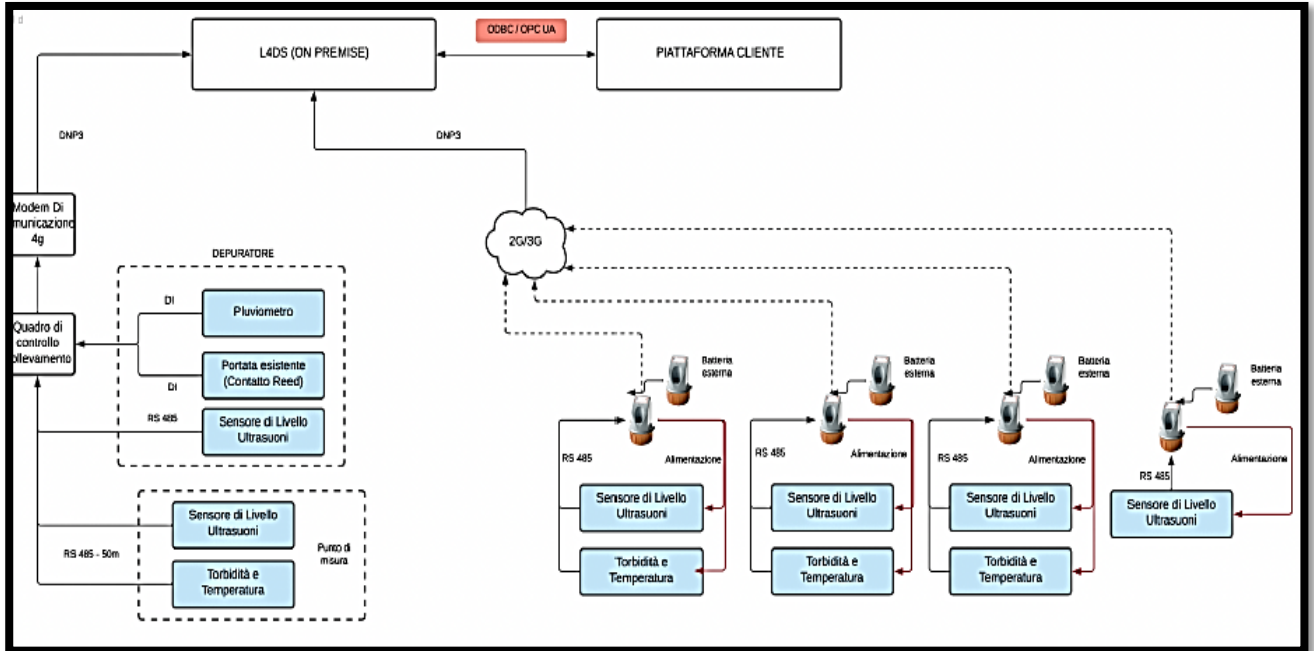 ODBC / OPC UA
L4DS (ON PREMISE)
PIATTAFORMA CLIENTE
DNP3
DNP3
Modem Di
municazione
4g
2G/3G
DEPURATORE
DI
Pluviometro
Quadro di
controllo
ollevamento
Portata esistente
(Contatto Reed)
DI
RS 485
Sensore di Livello
Ultrasuoni
Batteria
esterna
Batteria
esterna
Batteria
esterna
Batteria
esterna
RS 485
Alimentazione
RS 485
Alimentazione
RS 485
Alimentazione
RS 485
Alimentazione
Sensore di Livello
Ultrasuoni
Sensore di Livello
Ultrasuoni
Sensore di Livello
Ultrasuoni
Sensore di Livello
Ultrasuoni
Torbidità e
Temperatura
Torbidità e
Temperatura
Torbidità e
Temperatura
Sensore di Livello
Ultrasuoni
RS 485 - 50m
Punto di
misura
Torbidità e
Temperatura